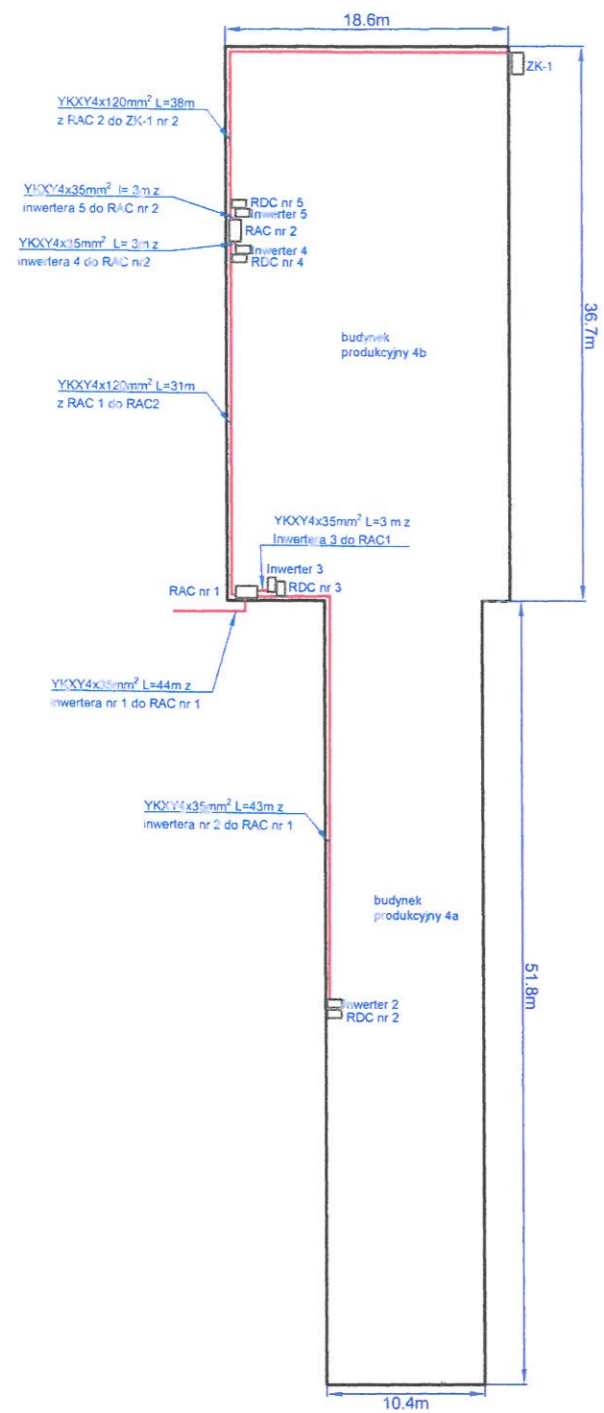 18.6m
ZK-1
YKXY4x120mm² L=38m
z RAC 2 do ZK-1 nr 2
YKXY4x35mm² l= 3m z
inwertera 5 do RAC nr 2
RDC nr 5
Inwerter 5
RAC nr 2
YKXY4x35mm² L= 3m z
inwertera 4 do RAC nr2
Inwerter 4
RDC nr 4
36.7m
budynek
produkcyjny 4b
YKXY4x120mm² L=31m
z RAC 1 do RAC2
YKXY4x35mm² L=3 m z
Inwertera 3 do RAC1
Inwerter 3
RDC nr 3
RAC nr 1
YKXY4x35mm² L=44m z
inwertera nr 1 do RAC nr 1
YKXY4x35mm² L=43m z
inwertera nr 2 do RAC nr 1
budynek
produkcyjny 4a
51.8m
Inwerter 2
RDC nr 2
10.4m